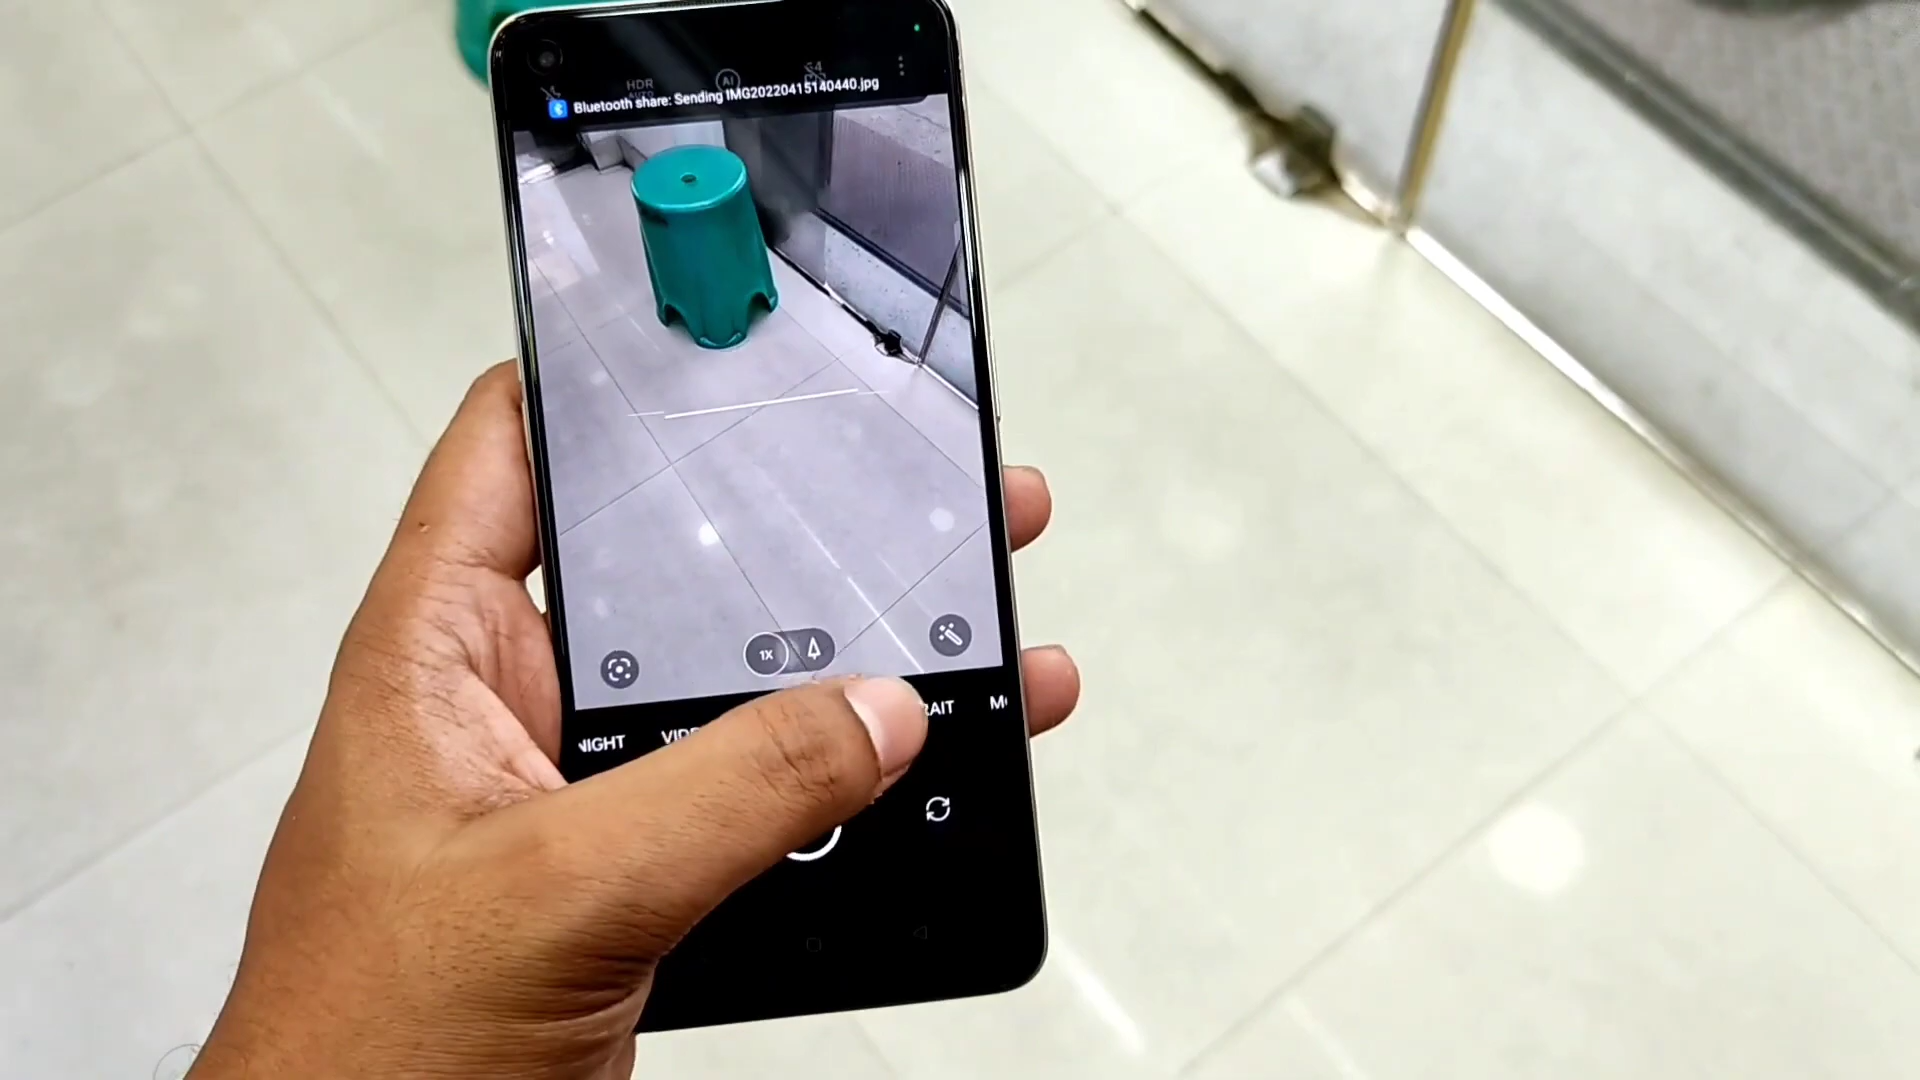 HDR
AUTO
AI
Bluetooth share: Sending IMG20220415140440.jpg
1X
NIGHT
RAIT